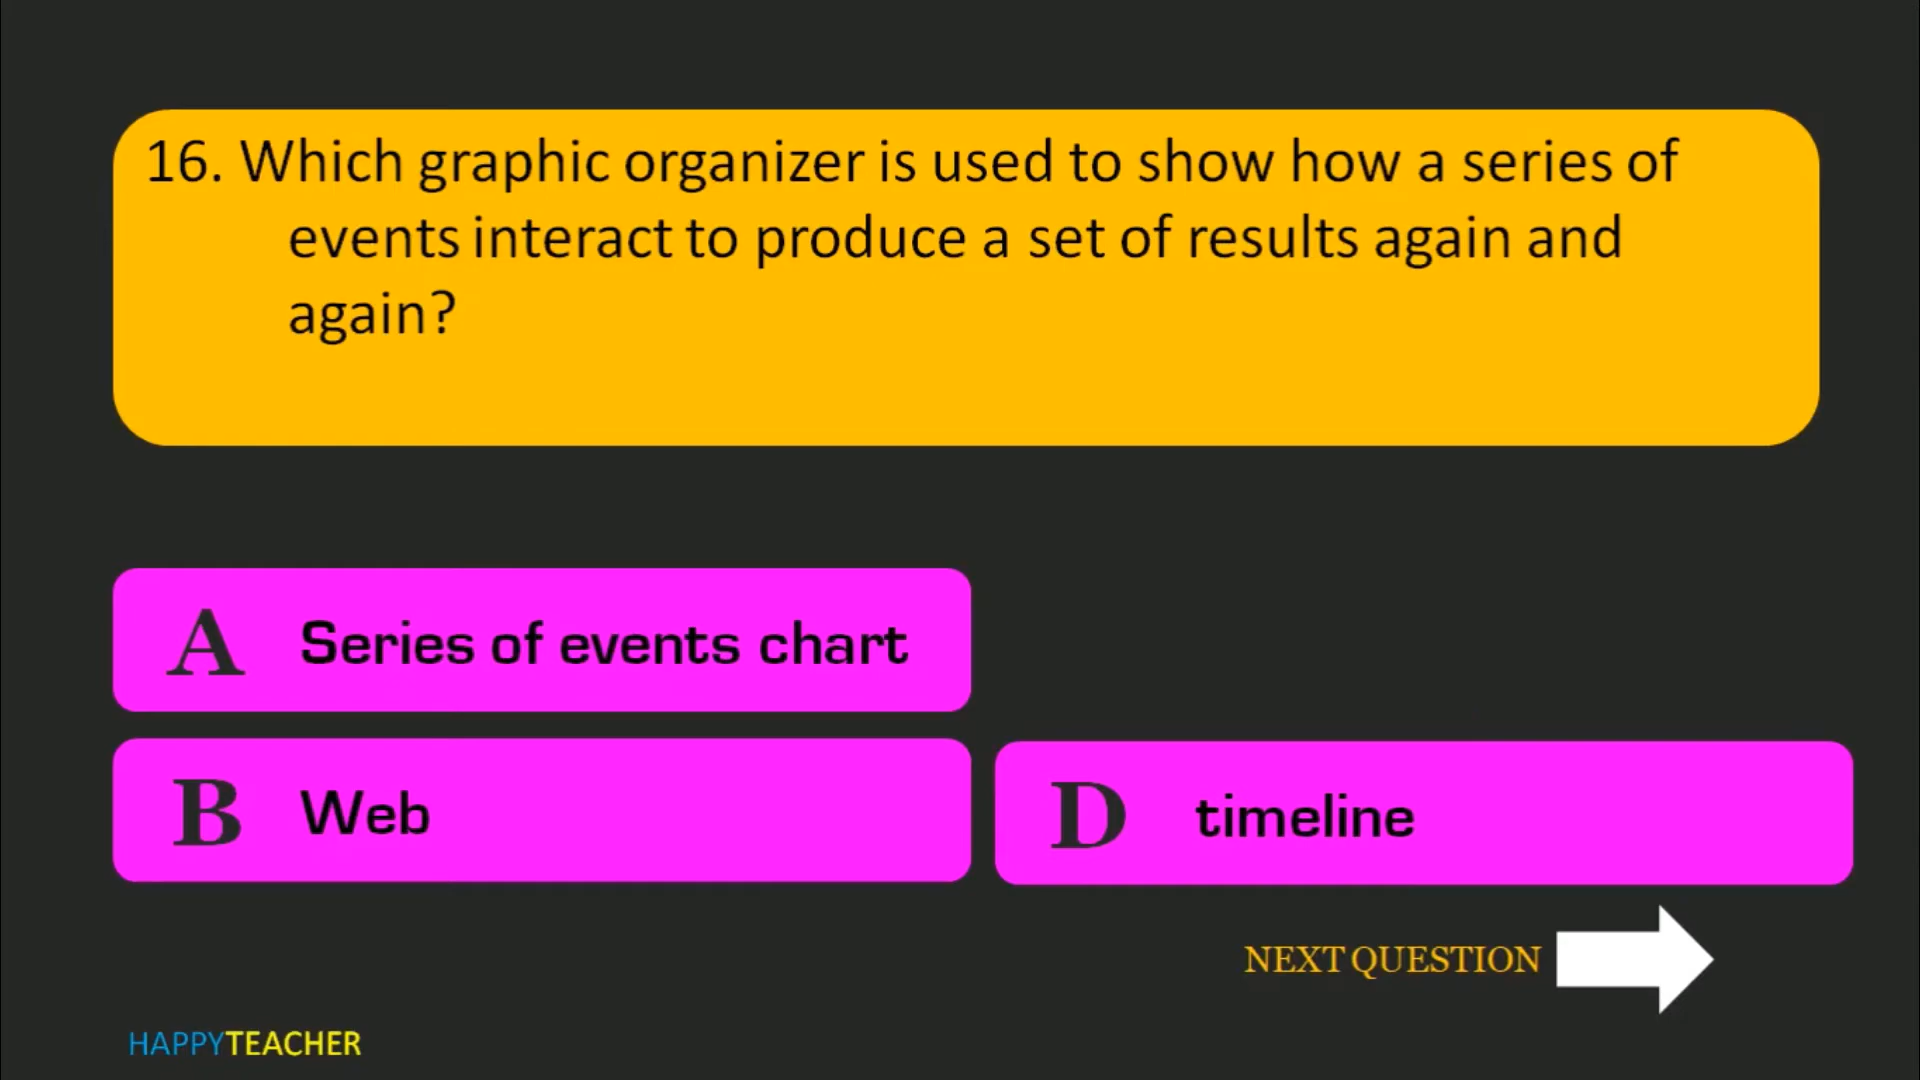 16. Which graphic organizer is used to show how a series of
events interact to produce a set of results again and
again?
A Series of events chart
B Web
D timeline
NEXT QUESTION
HAPPYTEACHER